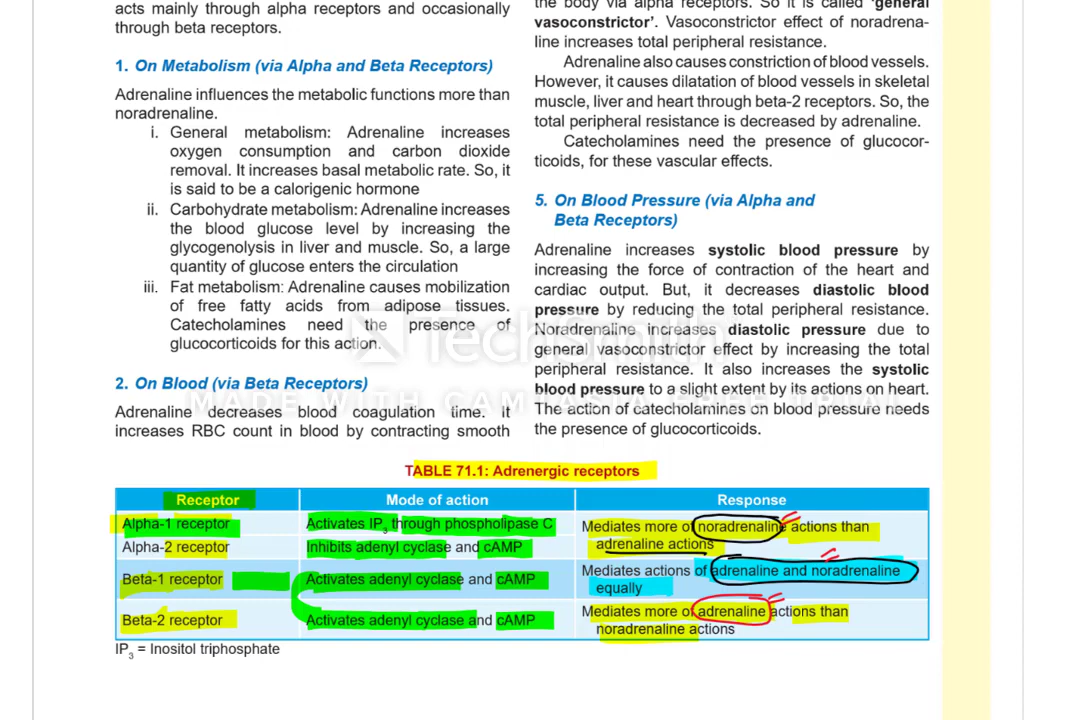 acts mainly through alpha receptors and occasionally
through beta receptors.
1. On Metabolism (via Alpha and Beta Receptors)
Adrenaline influences the metabolic functions more than
noradrenaline.
i. General metabolism: Adrenaline increases
oxygen consumption and carbon dioxide
removal. It increases basal metabolic rate. So, it
is said to be a calorigenic hormone
ii. Carbohydrate metabolism: Adrenaline increases
the blood glucose level by increasing the
glycogenolysis in liver and muscle. So, a large
quantity of glucose enters the circulation
iii. Fat metabolism: Adrenaline causes mobilization
of free fatty acids from adipose tissues.
Catecholamines need the presence of
glucocorticoids for this action.
2. On Blood (via Beta Receptors)
Adrenaline decreases blood coagulation time. It
increases RBC count in blood by contracting smooth
the body via alpha receptors. So it is called ‘general
vasoconstrictor’. Vasoconstrictor effect of noradrena-
line increases total peripheral resistance.
Adrenaline also causes constriction of blood vessels.
However, it causes dilatation of blood vessels in skeletal
muscle, liver and heart through beta-2 receptors. So, the
total peripheral resistance is decreased by adrenaline.
Catecholamines need the presence of glucocor-
ticoids, for these vascular effects.
5. On Blood Pressure (via Alpha and
Beta Receptors)
Adrenaline increases systolic blood pressure by
increasing the force of contraction of the heart and
cardiac output. But, it decreases diastolic blood
pressure by reducing the total peripheral resistance.
Noradrenaline increases diastolic pressure due to
general vasoconstrictor effect by increasing the total
peripheral resistance. It also increases the systolic
blood pressure to a slight extent by its actions on heart.
The action of catecholamines on blood pressure needs
the presence of glucocorticoids.
TechSmith
MADE WITH CAMTASIA FREE TRIAL
TABLE 71.1: Adrenergic receptors
Receptor Mode of action Response
Alpha-1 receptor Activates IP3 through phospholipase C Mediates more of noradrenaline actions than
adrenaline actions
Alpha-2 receptor Inhibits adenyl cyclase and cAMP
Beta-1 receptor Activates adenyl cyclase and cAMP Mediates actions of adrenaline and noradrenaline
equally
Beta-2 receptor Activates adenyl cyclase and cAMP Mediates more of adrenaline actions than
noradrenaline actions
IP3 = Inositol triphosphate